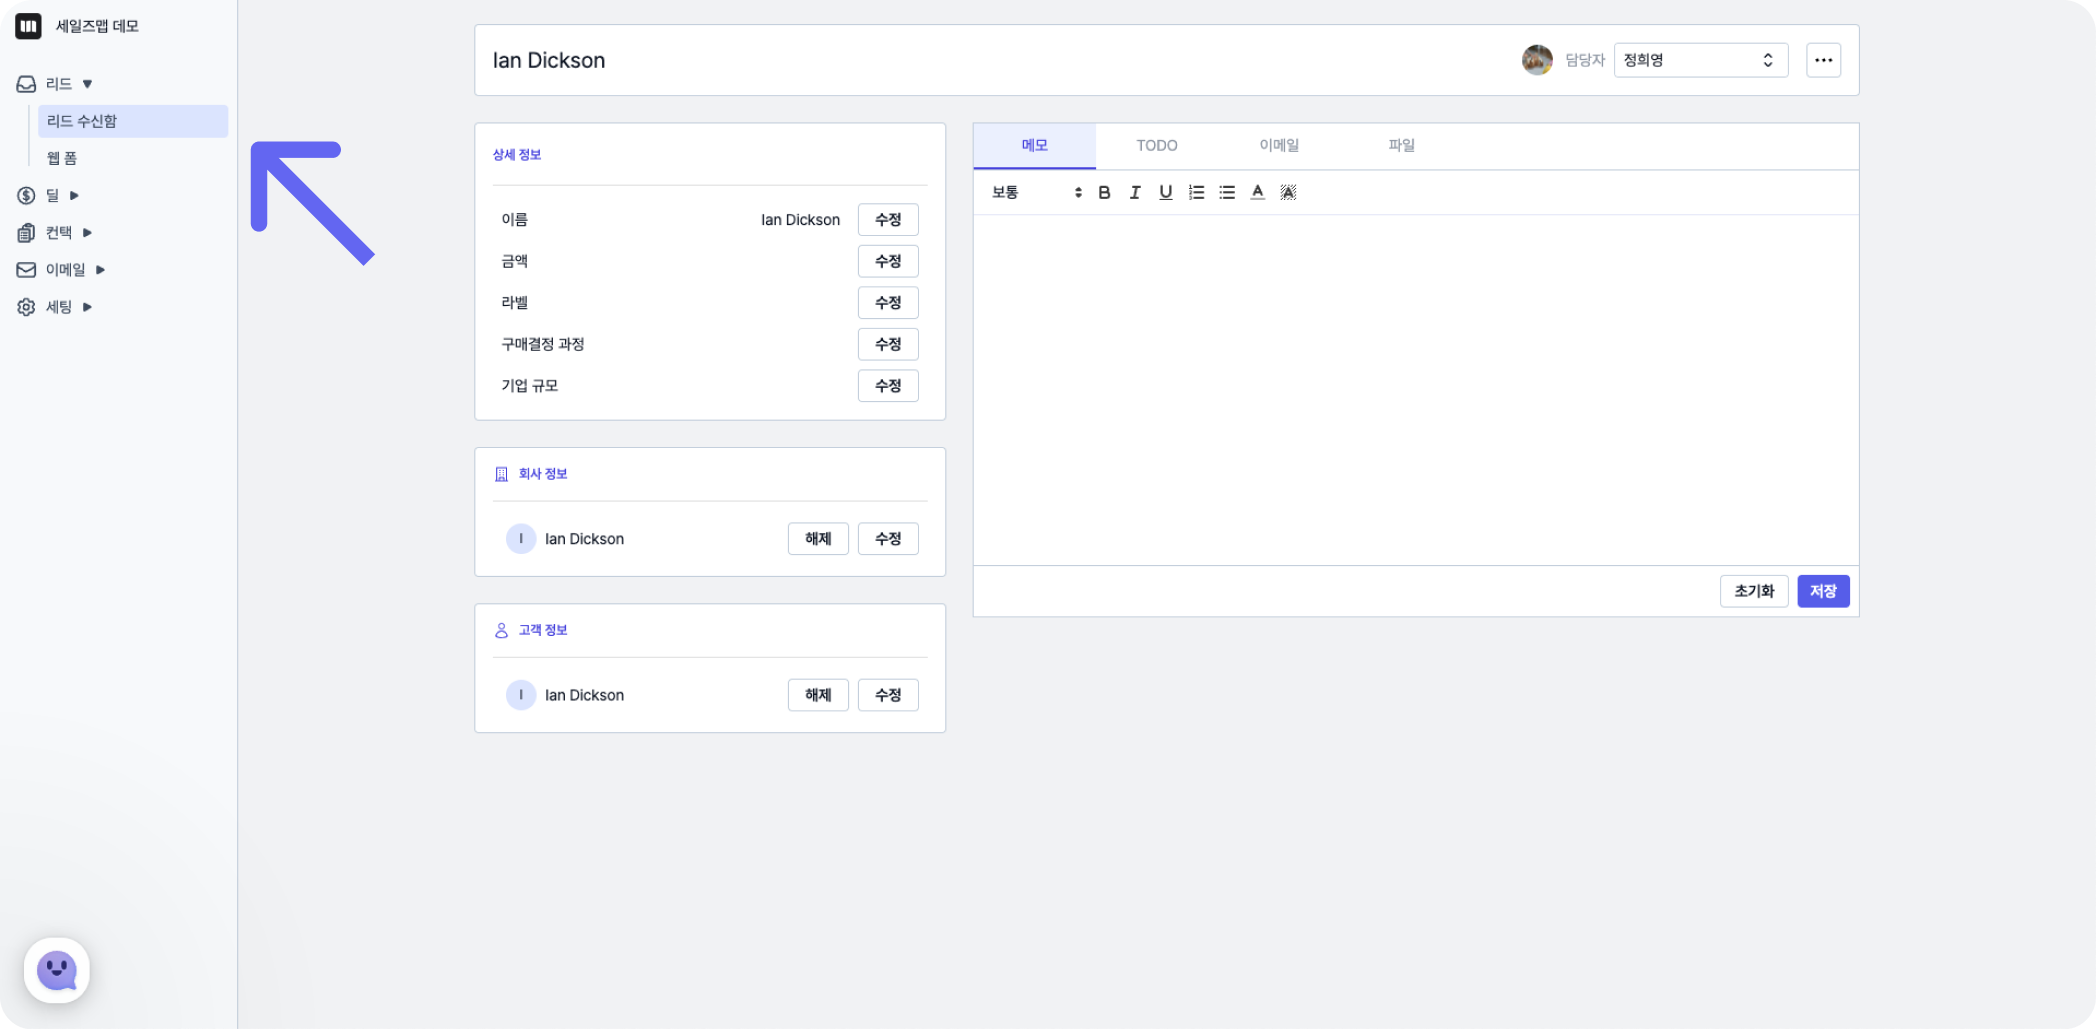 세일즈맵 데모
리드
리드 수신함
웹 폼
딜
컨택
이메일
세팅
Ian Dickson
담당자 정희영
상세 정보
이름 Ian Dickson 수정
금액 수정
라벨 수정
구매결정 과정 수정
기업 규모 수정
회사 정보
I Ian Dickson 해제 수정
고객 정보
I Ian Dickson 해제 수정
메모 TODO 이메일 파일
보통
초기화 저장